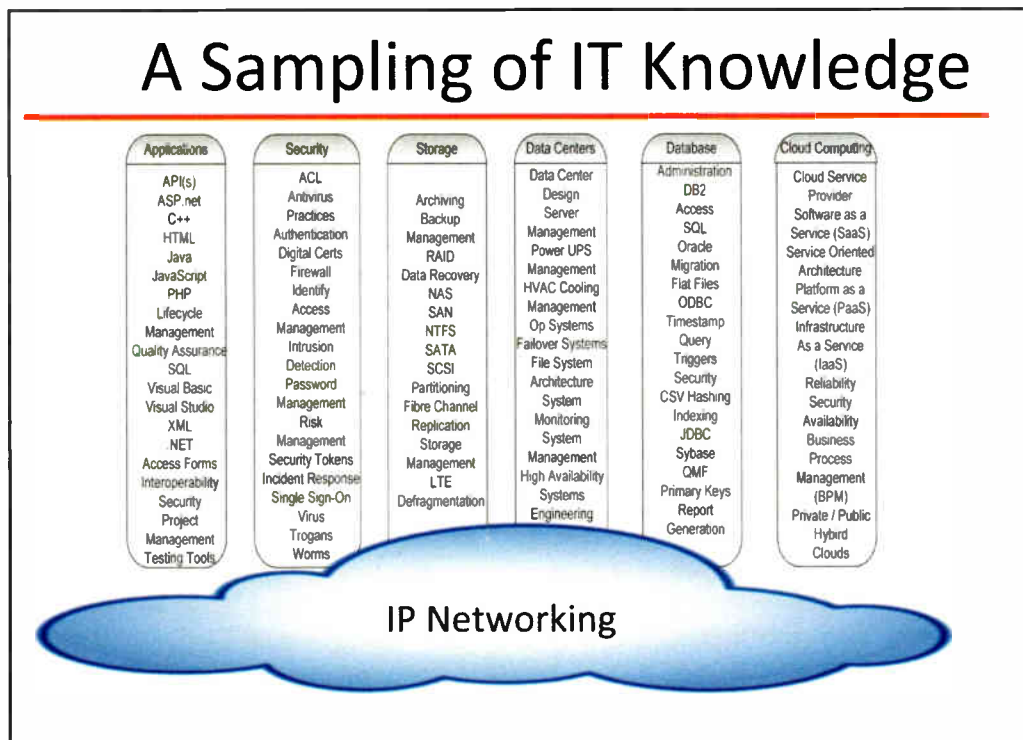 A Sampling of IT Knowledge
Applications
API(s)
ASP.net
C++
HTML
Java
JavaScript
PHP
Lifecycle
Management
Quality Assurance
SQL
Visual Basic
Visual Studio
XML
.NET
Access Forms
Interoperability
Security
Project
Management
Testing Tools
Security
ACL
Antivirus
Practices
Authentication
Digital Certs
Firewall
Identify
Access
Management
Intrusion
Detection
Password
Management
Risk
Management
Security Tokens
Incident Response
Single Sign-On
Virus
Trogans
Worms
Storage
Archiving
Backup
Management
RAID
Data Recovery
NAS
SAN
NTFS
SATA
SCSI
Partitioning
Fibre Channel
Replication
Storage
Management
LTE
Defragmentation
Data Centers
Data Center
Design
Server
Management
Power UPS
Management
HVAC Cooling
Management
Op Systems
Failover Systems
File System
Architecture
System
Monitoring
System
Management
High Availability
Systems
Engineering
Database
Administration
DB2
Access
SQL
Oracle
Migration
Flat Files
ODBC
Timestamp
Query
Triggers
Security
CSV Hashing
Indexing
JDBC
Sybase
QMF
Primary Keys
Report
Generation
Cloud Computing
Cloud Service
Provider
Software as a
Service (SaaS)
Service Oriented
Architecture
Platform as a
Service (PaaS)
Infrastructure
As a Service
(IaaS)
Reliability
Security
Availability
Business
Process
Management
(BPM)
Private / Public
Hybird
Clouds
IP Networking